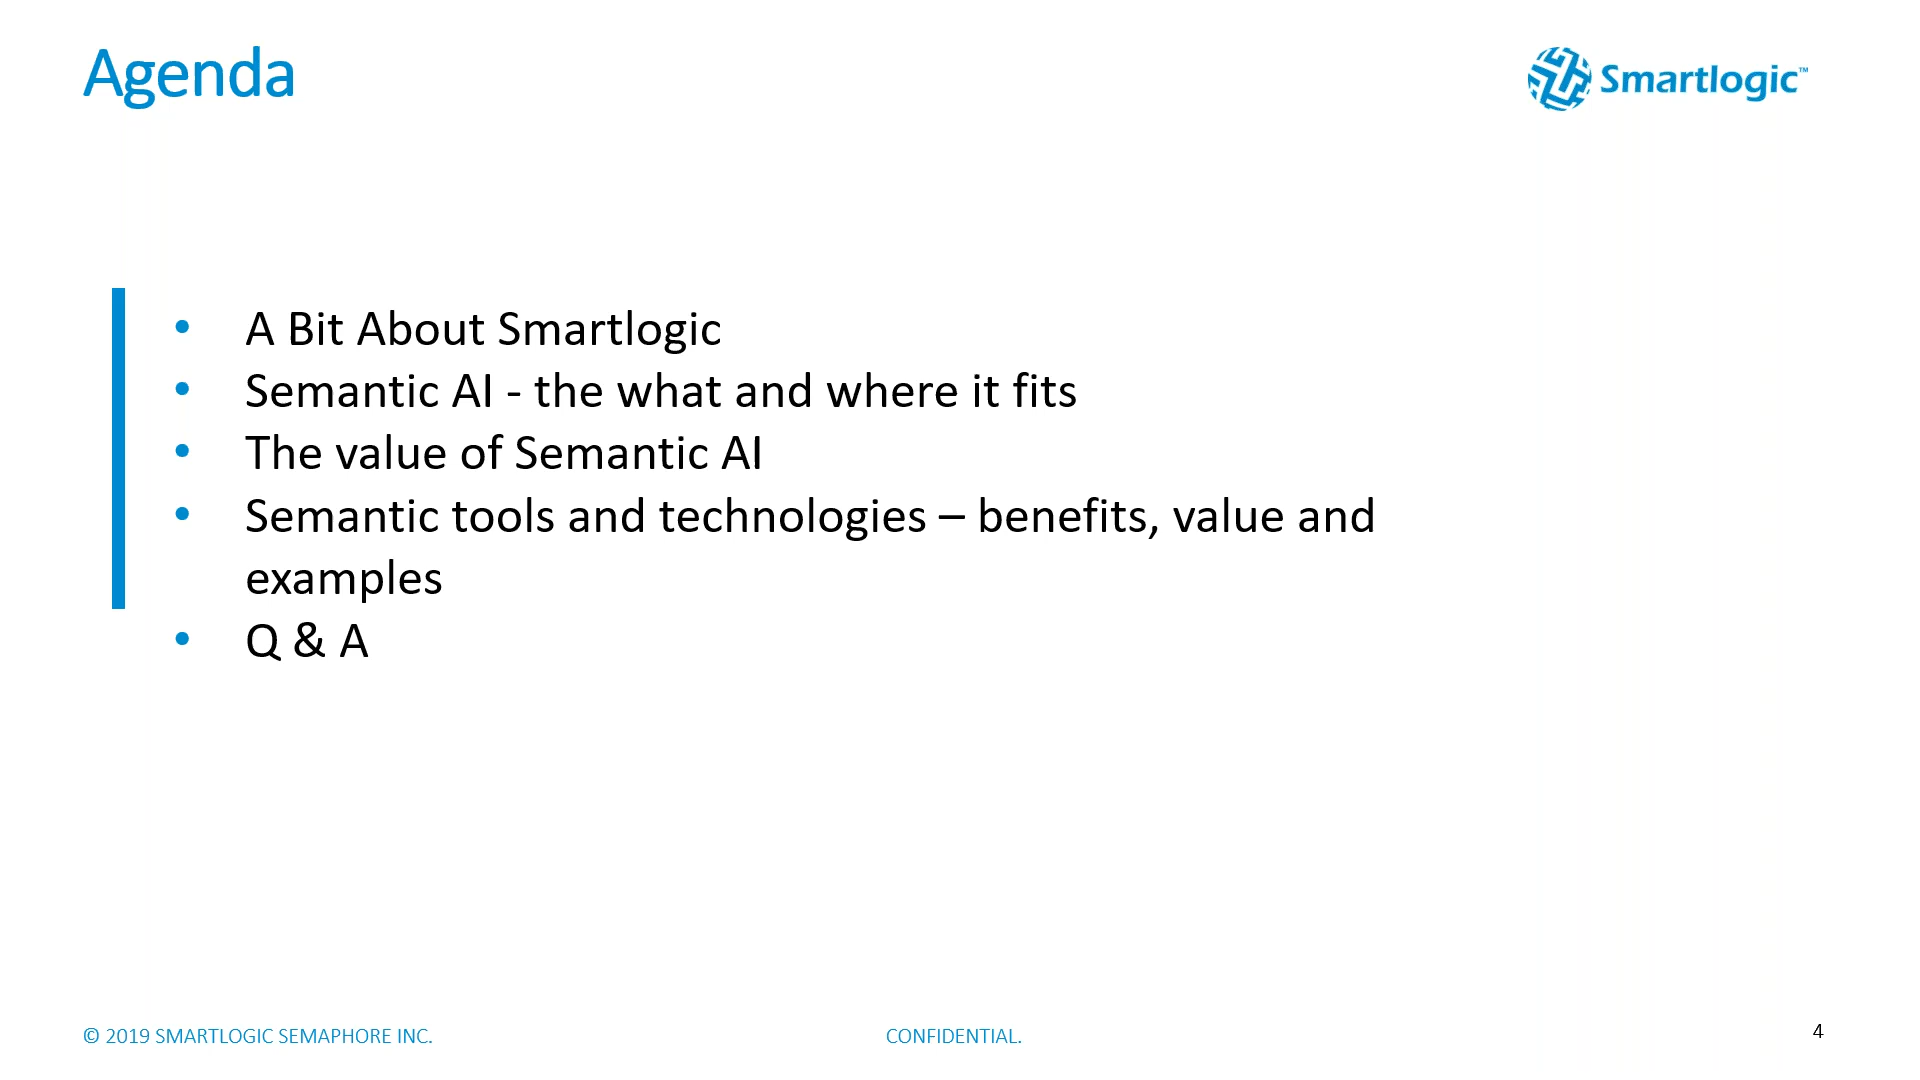 Agenda
Smartlogic™
• A Bit About Smartlogic
• Semantic AI - the what and where it fits
• The value of Semantic AI
• Semantic tools and technologies – benefits, value and
examples
• Q & A
© 2019 SMARTLOGIC SEMAPHORE INC.
CONFIDENTIAL.
4